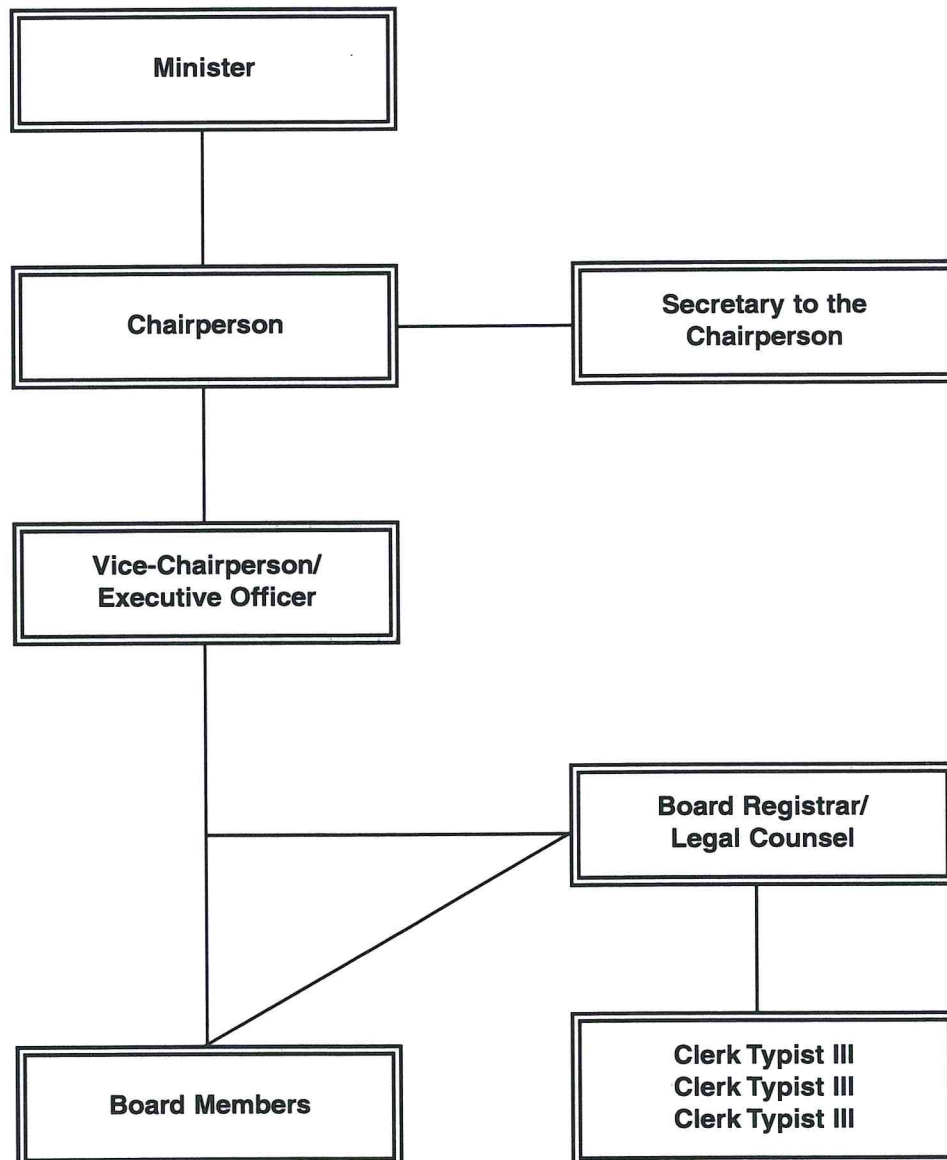 Minister
Chairperson
Secretary to the
Chairperson
Vice-Chairperson/
Executive Officer
Board Registrar/
Legal Counsel
Board Members
Clerk Typist III
Clerk Typist III
Clerk Typist III